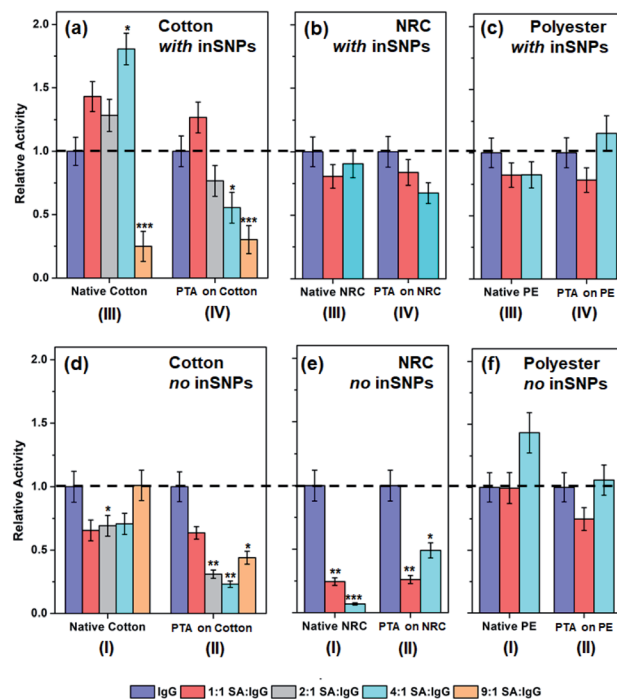 (a) Cotton
with inSNPs
(b) NRC
with inSNPs
(c) Polyester
with inSNPs
Relative Activity
2.0
1.5
1.0
0.5
0.0
*
***
*
***
Native Cotton
PTA on Cotton
Native NRC
PTA on NRC
Native PE
PTA on PE
(III)
(IV)
(III)
(IV)
(III)
(IV)
(d) Cotton
no inSNPs
(e) NRC
no inSNPs
(f) Polyester
no inSNPs
Relative Activity
2.0
1.5
1.0
0.5
0.0
*
**
**
*
**
***
**
*
Native Cotton
PTA on Cotton
Native NRC
PTA on NRC
Native PE
PTA on PE
(I)
(II)
(I)
(II)
(I)
(II)
IgG 1:1 SA:IgG 2:1 SA:IgG 4:1 SA:IgG 9:1 SA:IgG